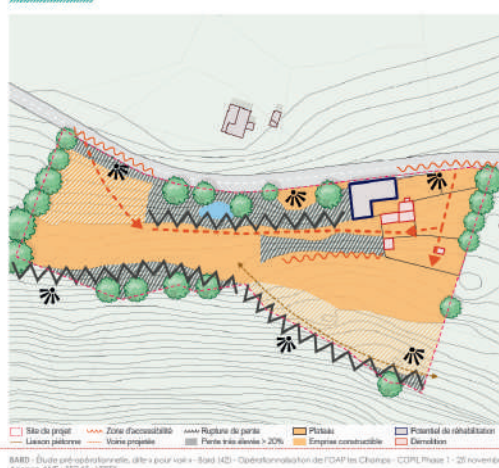 Site de projet Zone d'accessibilité Rupture de pente Plateau Potentiel de réhabilitation
Liaison piétonne Voirie projetée Pente très élevée > 20% Emprise constructible Démolition
BARD - Étude pré-opérationnelle, dite « pour voir » - Bard (42) - Opérationnalisation de l'OAP les Champs - COPIL Phase 1 - 25 novembre